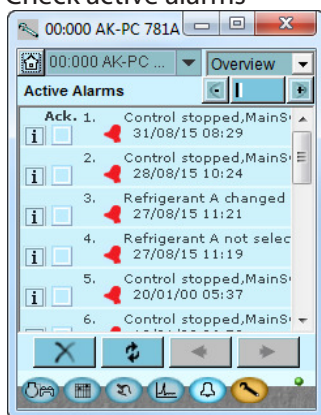 Check active alarms
00:000 AK-PC 781A
00:000 AK-PC ... Overview
Active Alarms
Ack. 1. Control stopped,MainS
31/08/15 08:29
2. Control stopped,MainS
28/08/15 10:24
3. Refrigerant A changed
27/08/15 11:21
4. Refrigerant A not selec
27/08/15 11:19
5. Control stopped,MainS
20/01/00 05:37
6. Control stopped,MainS